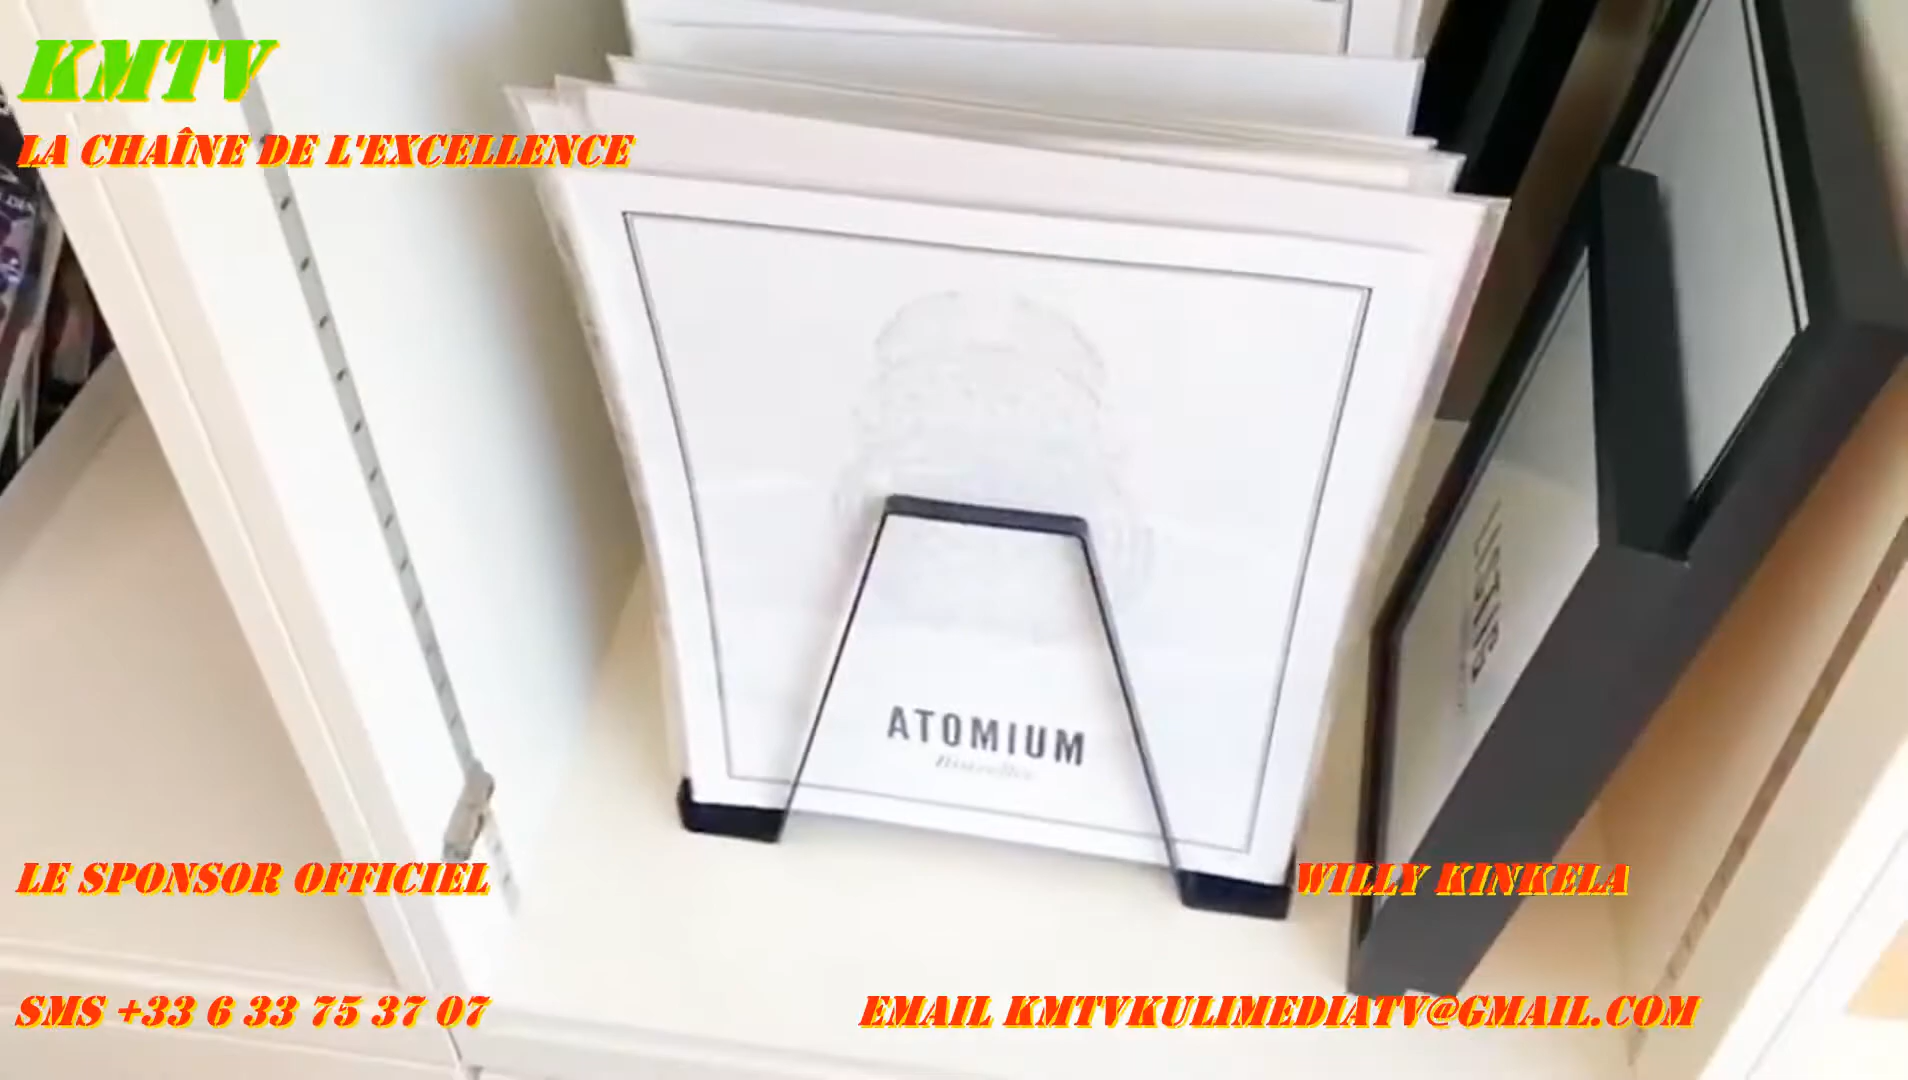 KMTV
LA CHAÎNE DE L'EXCELLENCE
ATOMIUM
Bruxelles
LE SPONSOR OFFICIEL
WILLY KINKELA
SMS +33 6 33 75 37 07
EMAIL KMTVKULIMEDIATV@GMAIL.COM